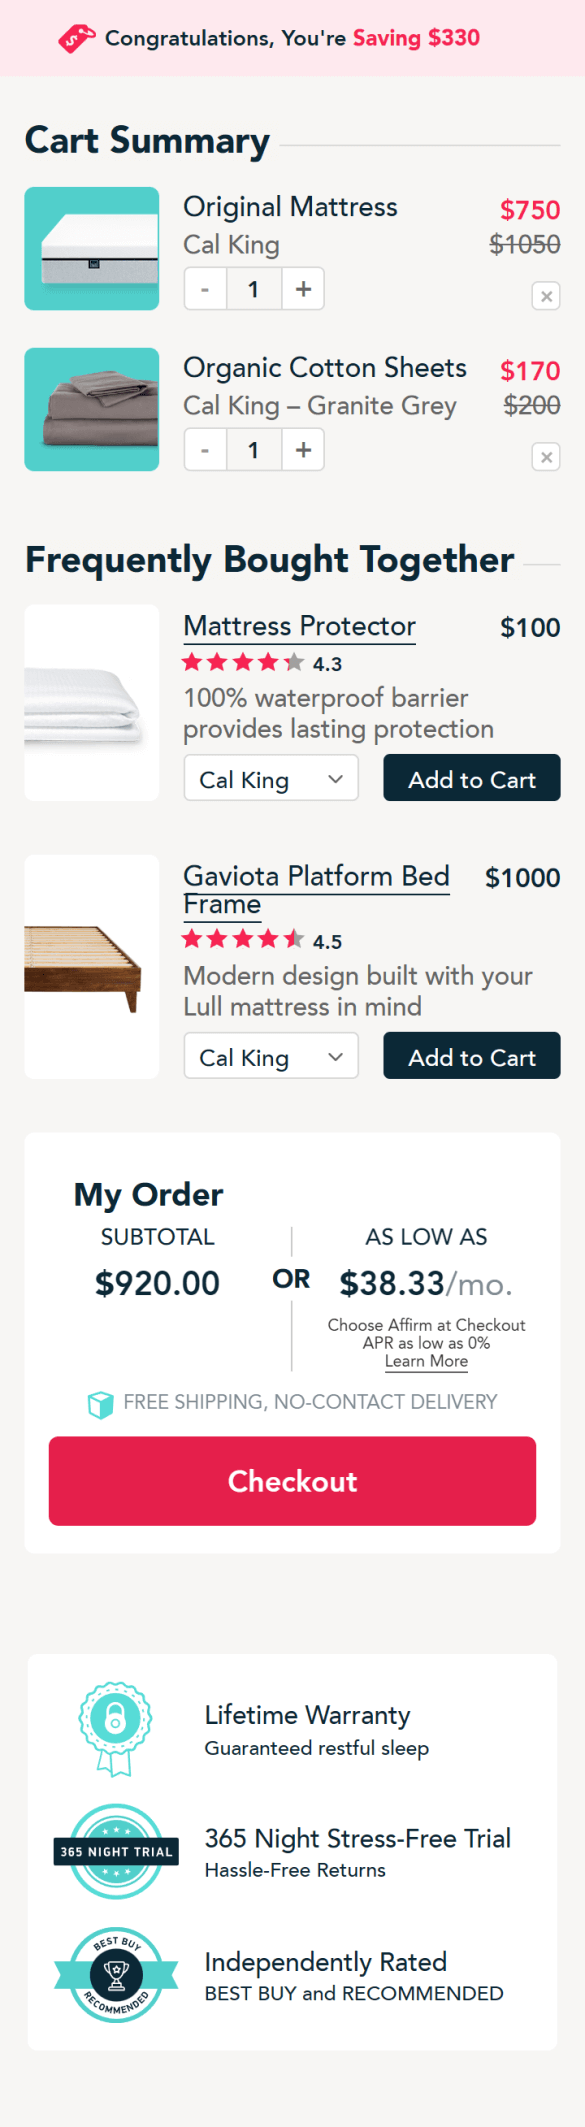 Congratulations, You're Saving $330
Cart Summary
Original Mattress
$750
Cal King
$1050
- 1 +
×
Organic Cotton Sheets
$170
Cal King – Granite Grey
$200
- 1 +
×
Frequently Bought Together
Mattress Protector
$100
4.3
100% waterproof barrier
provides lasting protection
Cal King
Add to Cart
Gaviota Platform Bed
Frame
$1000
4.5
Modern design built with your
Lull mattress in mind
Cal King
Add to Cart
My Order
SUBTOTAL
$920.00
OR
AS LOW AS
$38.33/mo.
Choose Affirm at Checkout
APR as low as 0%
Learn More
FREE SHIPPING, NO-CONTACT DELIVERY
Checkout
Lifetime Warranty
Guaranteed restful sleep
365 NIGHT TRIAL
365 Night Stress-Free Trial
Hassle-Free Returns
BEST BUY
RECOMMENDED
Independently Rated
BEST BUY and RECOMMENDED